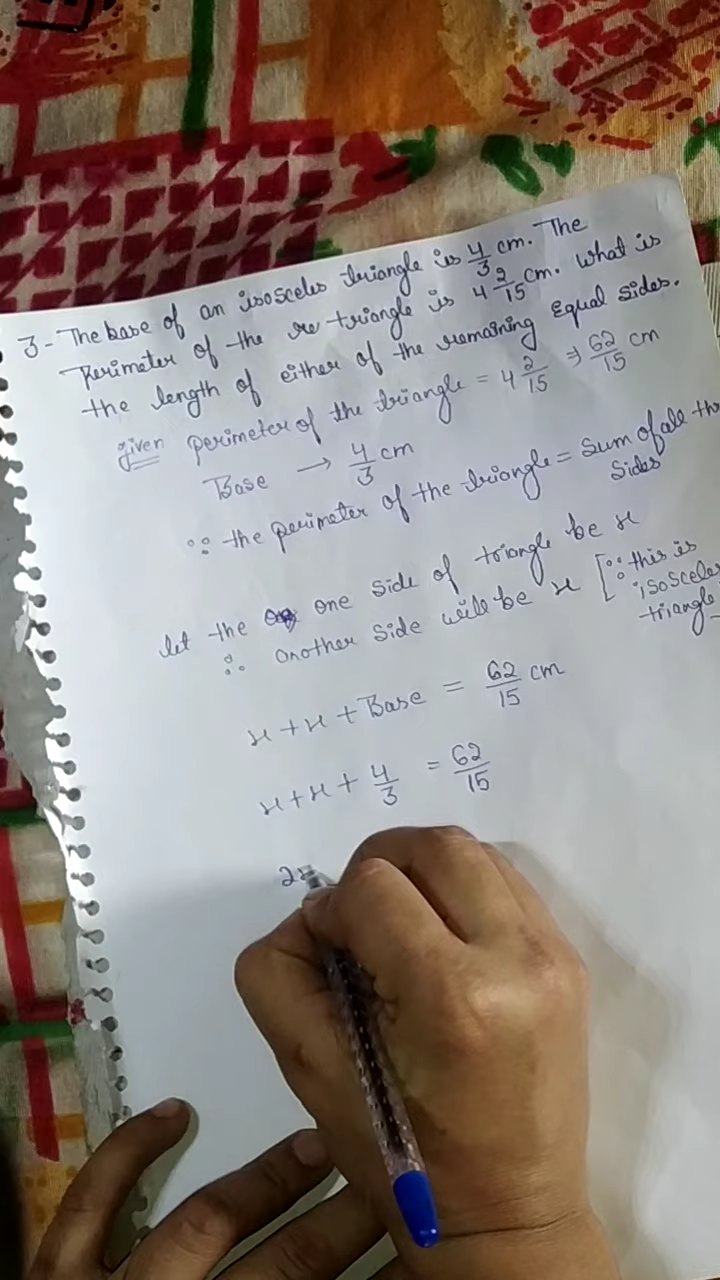 3- The base of an isosceles triangle is 4/3 cm. The
Perimeter of the re triangle is 4 2/15 cm. what is
the length of either of the remaining equal sides.
given perimeter of the triangle = 4 2/15 ⇒ 62/15 cm
Base → 4/3 cm
∵ the perimeter of the triangle = Sum of all th
sides
let the one side of triangle be x
∴ another side will be x [∵ this is
isosceles
triangle
x + x + Base = 62/15 cm
x + x + 4/3 = 62/15